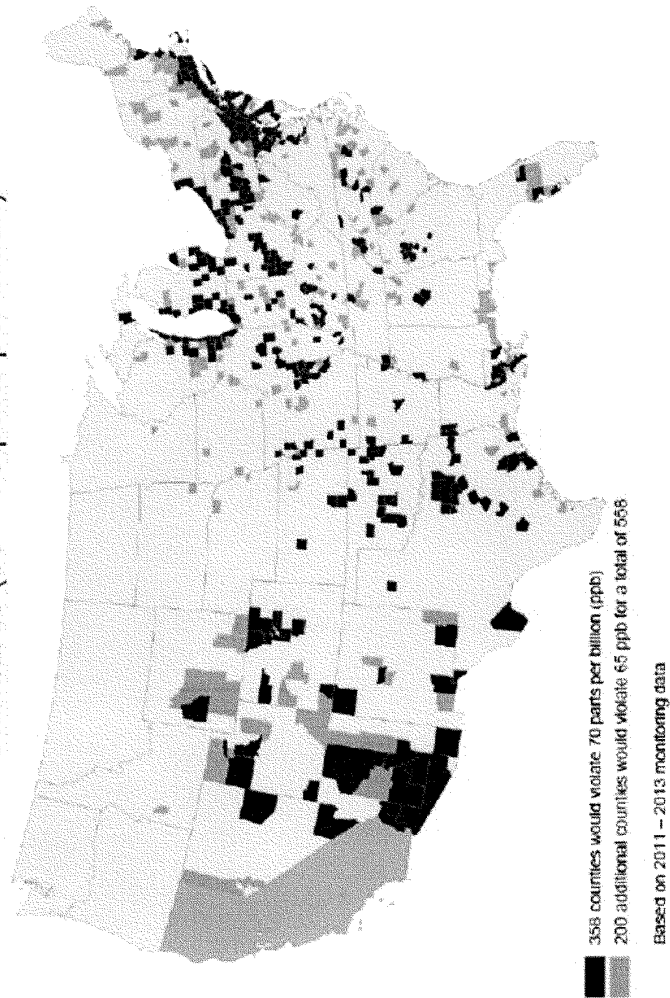 358 counties would violate 70 parts per billion (ppb)
200 additional counties would violate 65 ppb for a total of 558
Based on 2011 – 2013 monitoring data